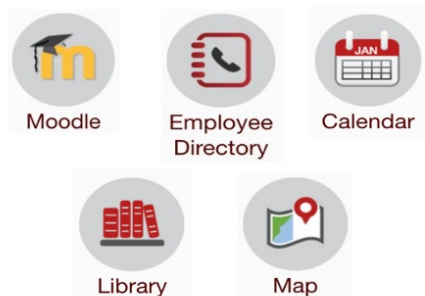 m
Moodle
Employee
Directory
JAN
Calendar
Library
Map